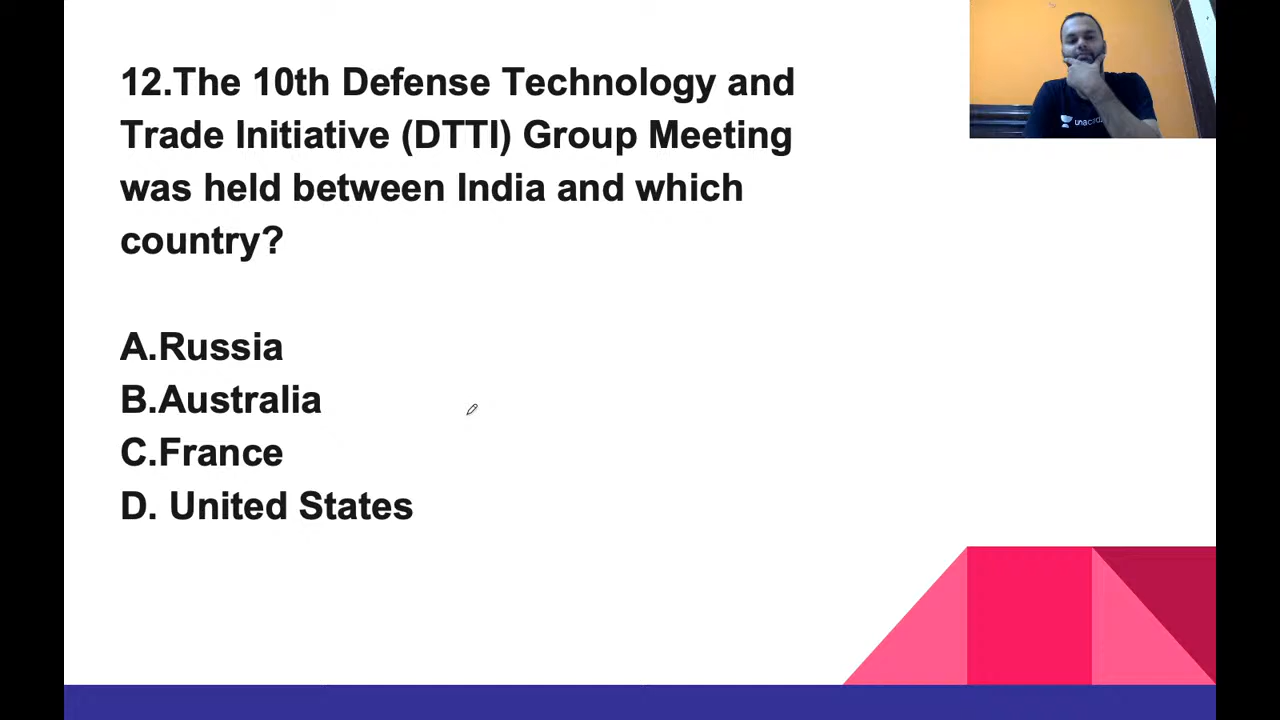 12.The 10th Defense Technology and
Trade Initiative (DTTI) Group Meeting
was held between India and which
country?
A.Russia
B.Australia
C.France
D. United States